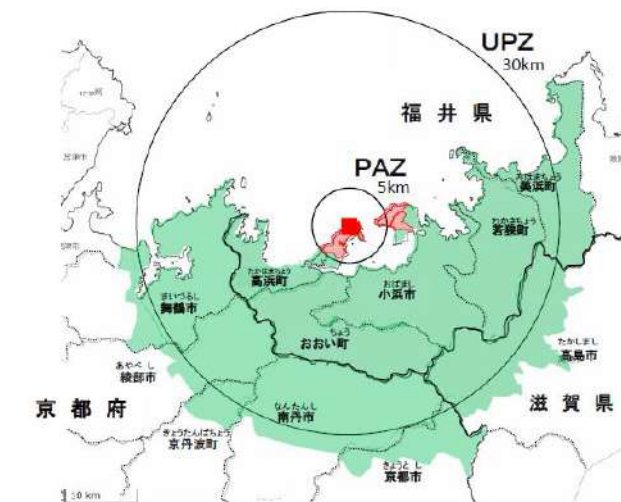 UPZ
30km
福井県
PAZ
5km
みはまちょう
美浜町
わかさちょう
若狭町
たかはまちょう
高浜町
おばまし
小浜市
まいづるし
舞鶴市
ちょう
おおい町
たかしまし
高島市
あやべし
綾部市
京都府
滋賀県
なんたんし
南丹市
きょうたんばちょう
京丹波町
きょうとし
京都市
10 km